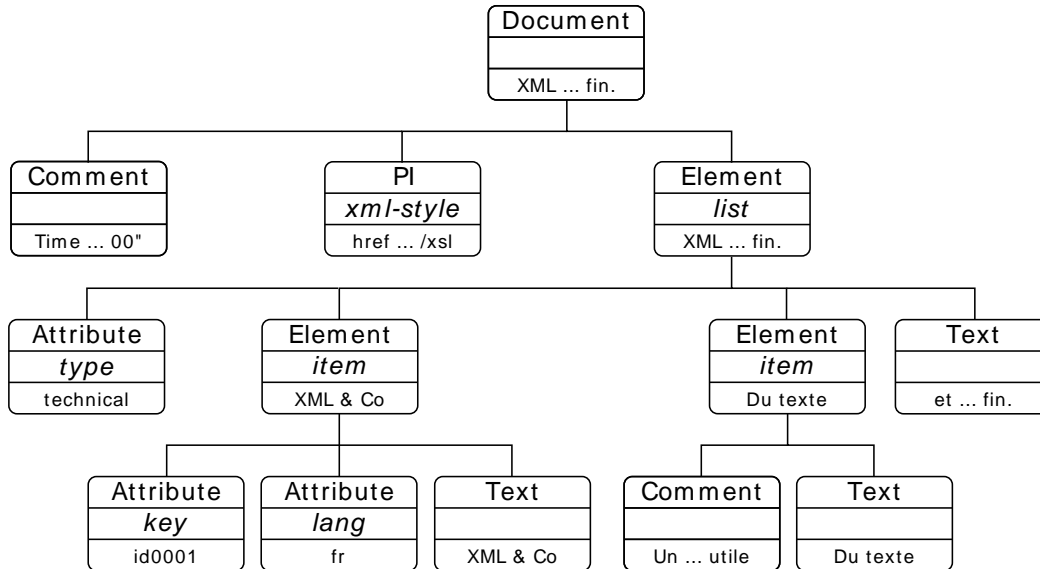 Document
XML ... fin.
Comment
Time ... 00"
PI
xml-style
href ... /xsl
Element
list
XML ... fin.
Attribute
type
technical
Element
item
XML & Co
Element
item
Du texte
Text
et ... fin.
Attribute
key
id0001
Attribute
lang
fr
Text
XML & Co
Comment
Un ... utile
Text
Du texte